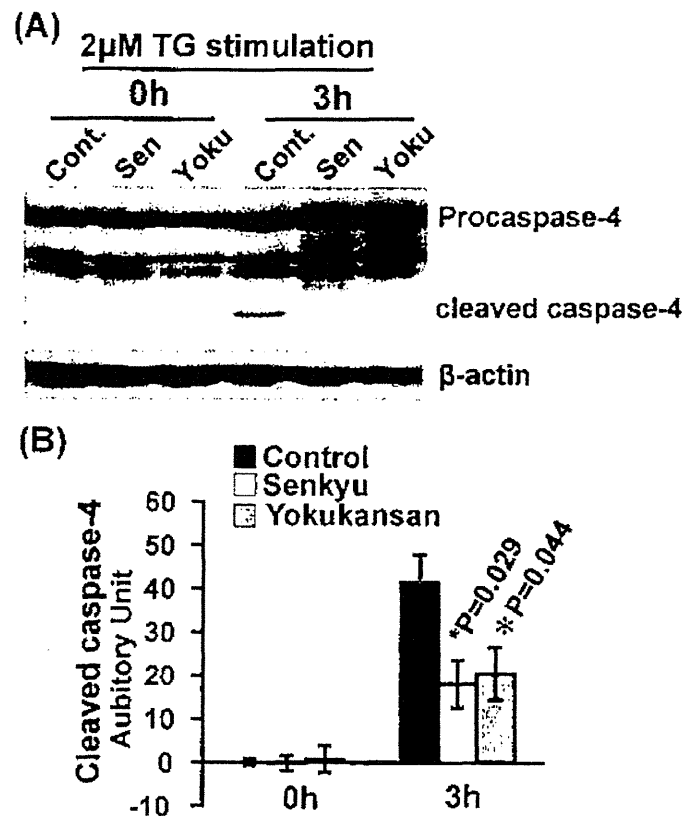 (A)
2μM TG stimulation
0h 3h
Cont. Sen Yoku Cont. Sen Yoku
Procaspase-4
cleaved caspase-4
β-actin
(B)
Control
Senkyu
Yokukansan
Cleaved caspase-4
Aubitory Unit
60
50
40
30
20
10
0
-10
*P=0.029
※P=0.044
0h 3h